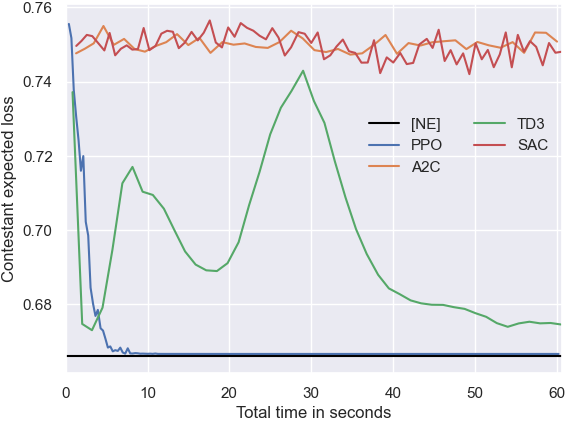 0.76
0.74
0.72
0.70
0.68
Contestant expected loss
[NE]
PPO
A2C
TD3
SAC
0 10 20 30 40 50 60
Total time in seconds